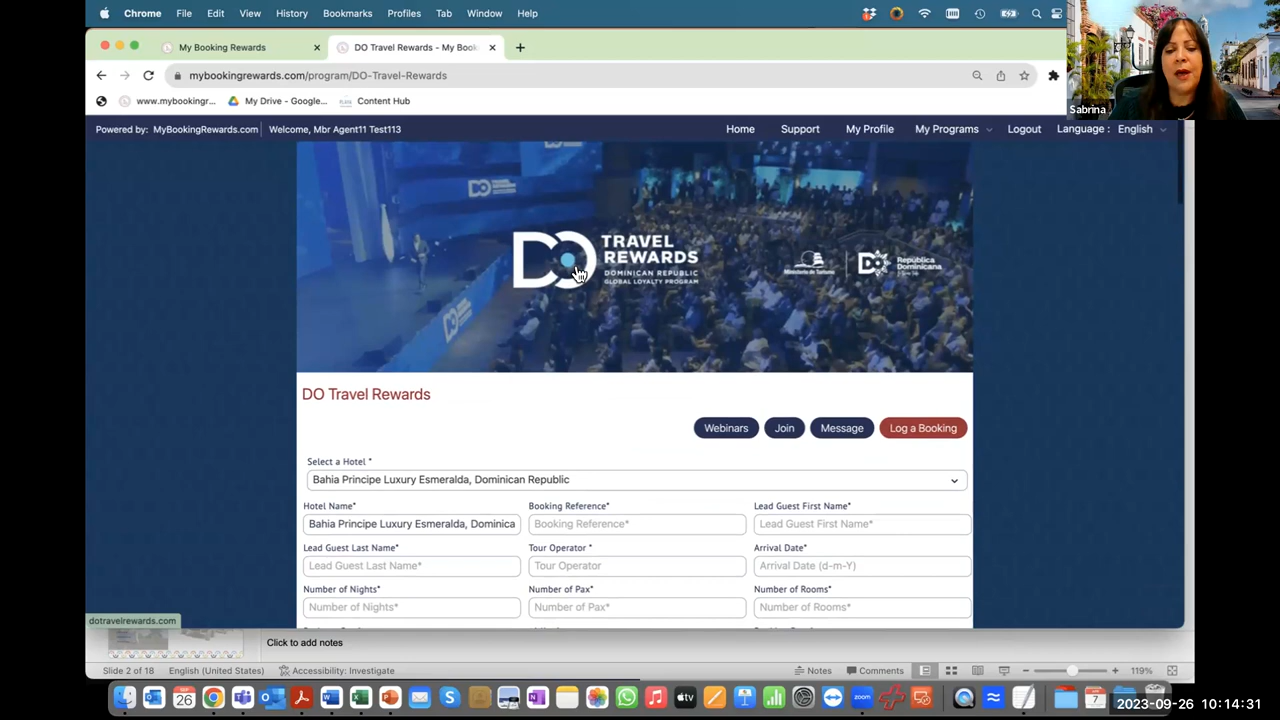 Chrome File Edit View History Bookmarks Profiles Tab Window Help
My Booking Rewards
DO Travel Rewards - My Book
mybookingrewards.com/program/DO-Travel-Rewards
www.mybookingr... My Drive - Google... Content Hub
Sabrina
Powered by: MyBookingRewards.com Welcome, Mbr Agent11 Test113 Home Support My Profile My Programs Logout Language : English
DO TRAVEL REWARDS
DOMINICAN REPUBLIC
GLOBAL LOYALTY PROGRAM
Ministerio de Turismo
República Dominicana
DO Travel Rewards
Webinars Join Message Log a Booking
Select a Hotel *
Bahia Principe Luxury Esmeralda, Dominican Republic
Hotel Name* Booking Reference* Lead Guest First Name*
Bahia Principe Luxury Esmeralda, Dominica Booking Reference* Lead Guest First Name*
Lead Guest Last Name* Tour Operator * Arrival Date*
Lead Guest Last Name* Tour Operator Arrival Date (d-m-Y)
Number of Nights* Number of Pax* Number of Rooms*
Number of Nights* Number of Pax* Number of Rooms*
dotravelrewards.com
Click to add notes
Slide 2 of 18 English (United States) Accessibility: Investigate Notes Comments 119%
2023-09-26 10:14:31